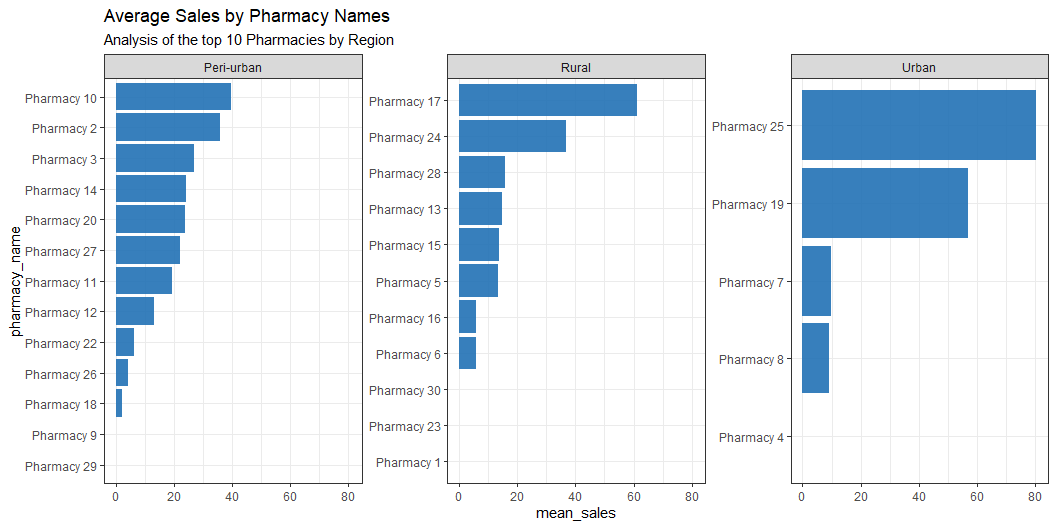 Average Sales by Pharmacy Names
Analysis of the top 10 Pharmacies by Region
pharmacy_name
Peri-urban
Pharmacy 10
Pharmacy 2
Pharmacy 3
Pharmacy 14
Pharmacy 20
Pharmacy 27
Pharmacy 11
Pharmacy 12
Pharmacy 22
Pharmacy 26
Pharmacy 18
Pharmacy 9
Pharmacy 29
0 20 40 60 80
Rural
Pharmacy 17
Pharmacy 24
Pharmacy 28
Pharmacy 13
Pharmacy 15
Pharmacy 5
Pharmacy 16
Pharmacy 6
Pharmacy 30
Pharmacy 23
Pharmacy 1
0 20 40 60 80
Urban
Pharmacy 25
Pharmacy 19
Pharmacy 7
Pharmacy 8
Pharmacy 4
0 20 40 60 80
mean_sales